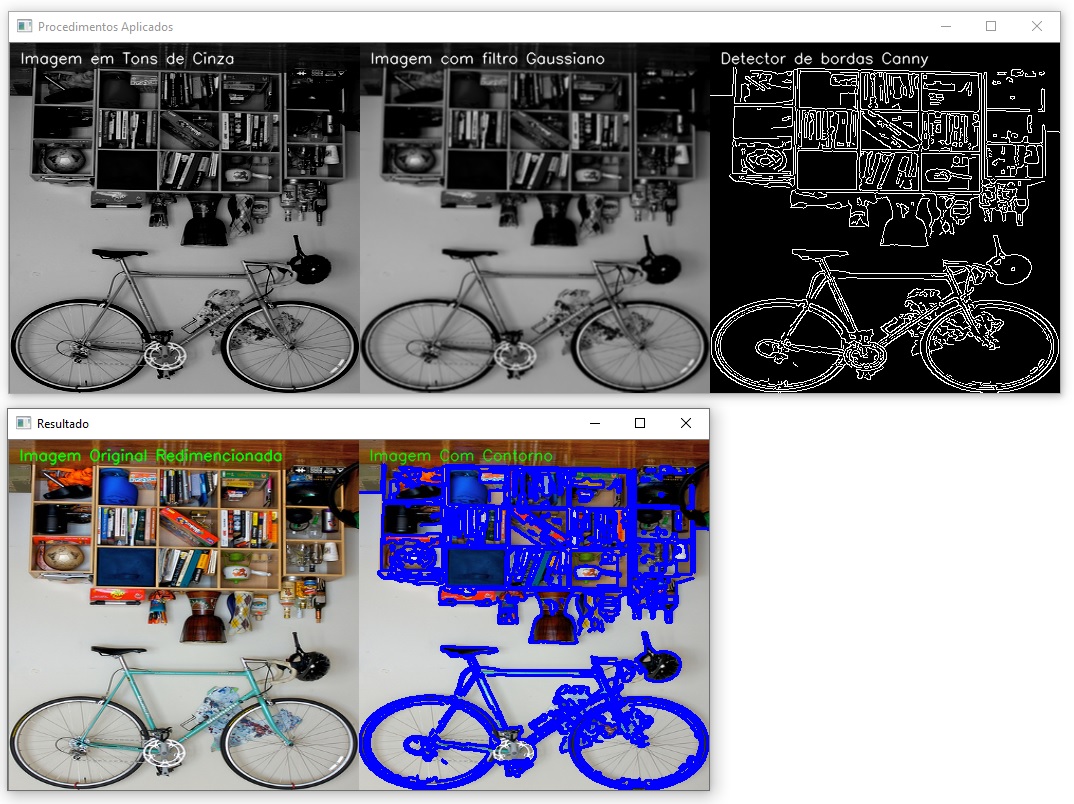 Procedimentos Aplicados
Imagem em Tons de Cinza
Imagem com filtro Gaussiano
Detector de bordas Canny
Resultado
Imagem Original Redimencionada
Imagem Com Contorno